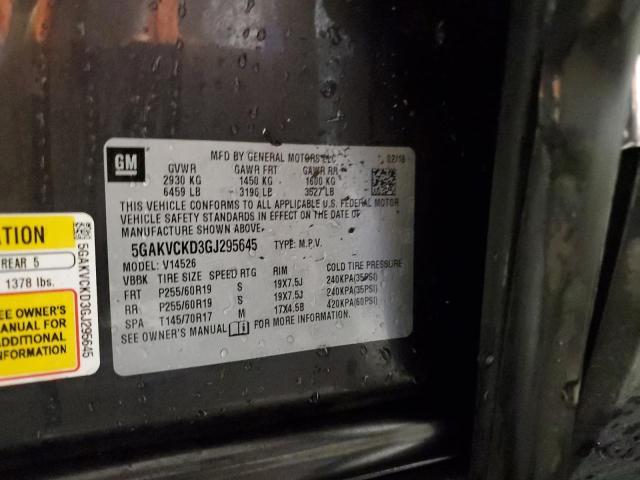 GM
MFD BY GENERAL MOTORS LLC
02/16
GVWR GAWR FRT GAWR RR
2930 KG 1450 KG 1600 KG
6459 LB 3196 LB 3527 LB
THIS VEHICLE CONFORMS TO ALL APPLICABLE U.S. FEDERAL MOTOR
VEHICLE SAFETY STANDARDS IN EFFECT ON THE DATE OF
MANUFACTURE SHOWN ABOVE.
5GAKVCKD3GJ295645 TYPE: M.P.V.
MODEL: V14526
VBBK TIRE SIZE SPEED RTG RIM COLD TIRE PRESSURE
FRT P255/60R19 S 19X7.5J 240KPA(35PSI)
RR P255/60R19 S 19X7.5J 240KPA(35PSI)
SPA T145/70R17 M 17X4.5B 420KPA(60PSI)
SEE OWNER'S MANUAL FOR MORE INFORMATION.
ATION
REAR 5
1378 lbs.
EE OWNER'S
ANUAL FOR
ADDITIONAL
FORMATION
5GAKVCKD3GJ295645